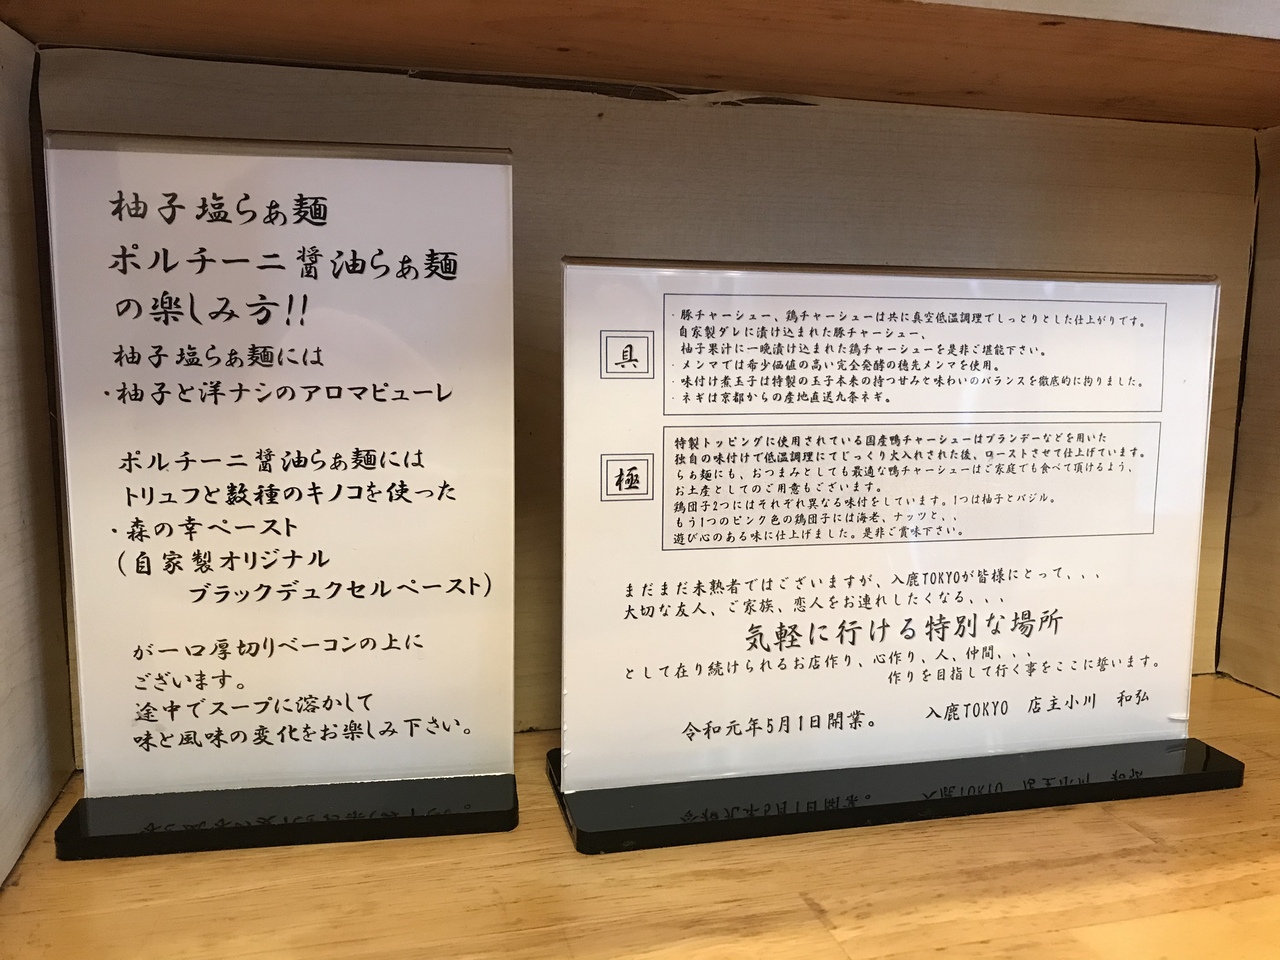 柚子塩らぁ麺
ポルチーニ醤油らぁ麺
の楽しみ方!!
柚子塩らぁ麺には
・柚子と洋ナシのアロマピューレ
ポルチーニ醤油らぁ麺には
トリュフと数種のキノコを使った
・森の幸ペースト
(自家製オリジナル
ブラックデュクセルペースト)
が一口厚切りベーコンの上に
ございます。
途中でスープに溶かして
味と風味の変化をお楽しみ下さい。
具
・豚チャーシュー、鶏チャーシューは共に真空低温調理でしっとりとした仕上がりです。
自家製ダレに漬け込まれた豚チャーシュー、
柚子果汁に一晩漬け込まれた鶏チャーシューを是非ご堪能下さい。
・メンマでは希少価値の高い完全発酵の穂先メンマを使用。
・味付け煮玉子は特製の玉子本来の持つ甘みと味わいのバランスを徹底的に拘りました。
・ネギは京都からの産地直送九条ネギ。
極
特製トッピングに使用されている国産鴨チャーシューはブランデーなどを用いた
独自の味付けで低温調理にてじっくり火入れされた後、ローストさせて仕上げています。
らぁ麺にも、おつまみとしても最適な鴨チャーシューはご家庭でも食べて頂けるよう、
お土産としてのご用意もございます。
鶏団子2つにはそれぞれ異なる味付をしています。1つは柚子とバジル。
もう1つのピンク色の鶏団子には海老、ナッツと、、
遊び心のある味に仕上げました。是非ご賞味下さい。
まだまだ未熟者ではございますが、入鹿TOKYOが皆様にとって、、、
大切な友人、ご家族、恋人をお連れしたくなる、、、
気軽に行ける特別な場所
として在り続けられるお店作り、心作り、人、仲間、、、
作りを目指して行く事をここに誓います。
令和元年5月1日開業。 入鹿TOKYO 店主小川 和弘